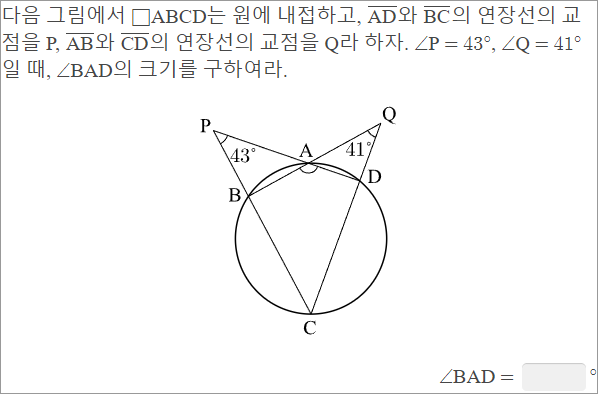 다음 그림에서 □ABCD는 원에 내접하고, AD와 BC의 연장선의 교
점을 P, AB와 CD의 연장선의 교점을 Q라 하자. ∠P = 43°, ∠Q = 41°
일 때, ∠BAD의 크기를 구하여라.
Q
P
A
43°
41°
D
B
C
∠BAD = °